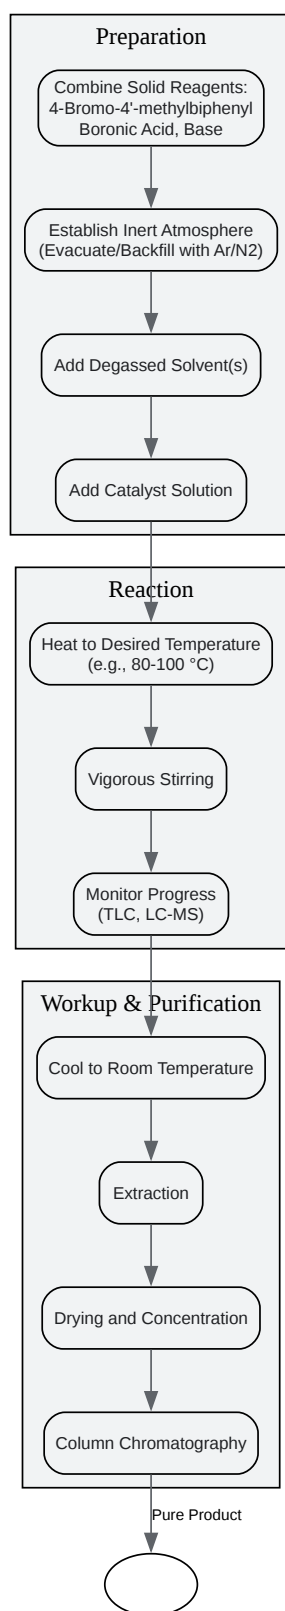 Preparation
Combine Solid Reagents:
4-Bromo-4'-methylbiphenyl
Boronic Acid, Base
Establish Inert Atmosphere
(Evacuate/Backfill with Ar/N2)
Add Degassed Solvent(s)
Add Catalyst Solution
Reaction
Heat to Desired Temperature
(e.g., 80-100 °C)
Vigorous Stirring
Monitor Progress
(TLC, LC-MS)
Workup & Purification
Cool to Room Temperature
Extraction
Drying and Concentration
Column Chromatography
Pure Product